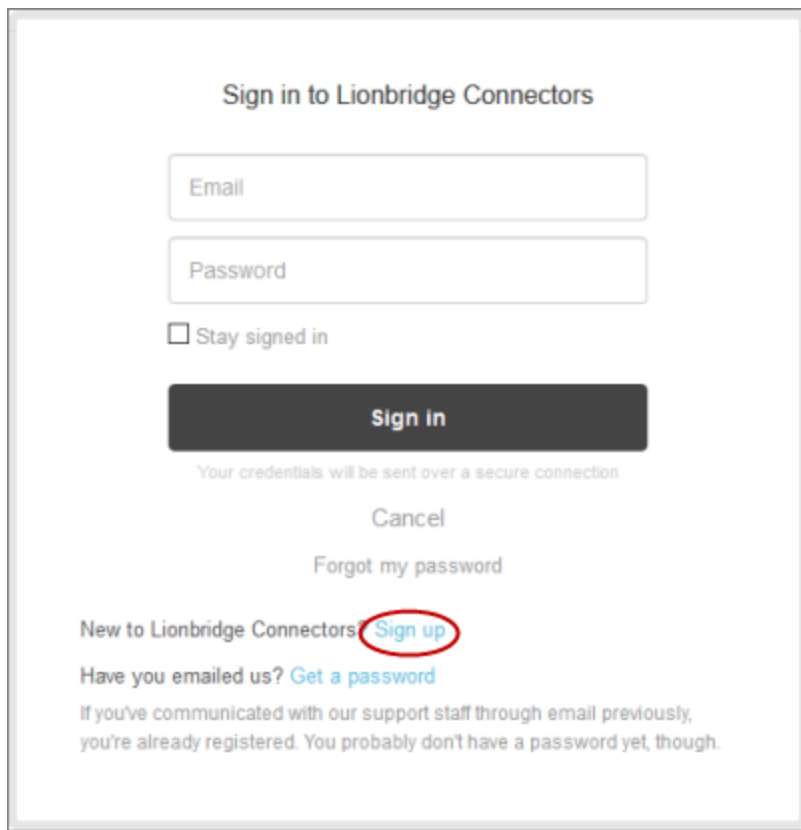 Sign in to Lionbridge Connectors
Email
Password
Stay signed in
Sign in
Your credentials will be sent over a secure connection
Cancel
Forgot my password
New to Lionbridge Connectors? Sign up
Have you emailed us? Get a password
If you've communicated with our support staff through email previously,
you're already registered. You probably don't have a password yet, though.